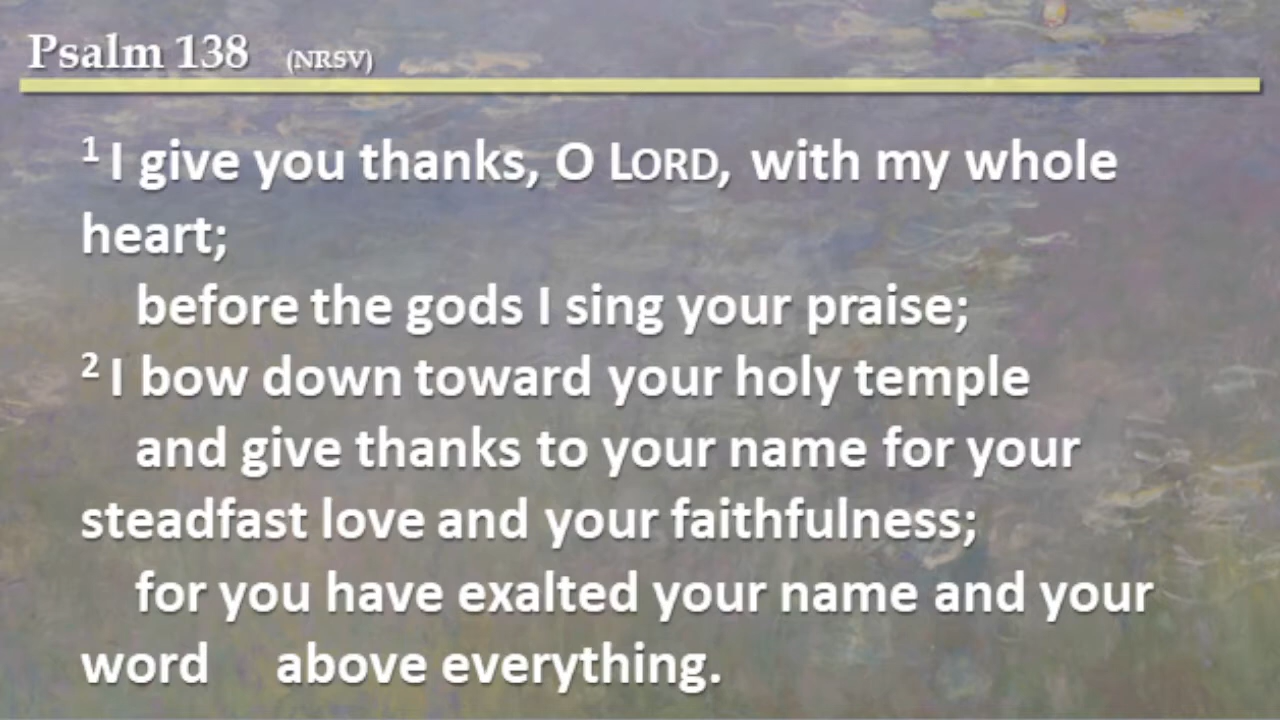 Psalm 138 (NRSV)
1 I give you thanks, O LORD, with my whole
heart;
before the gods I sing your praise;
2 I bow down toward your holy temple
and give thanks to your name for your
steadfast love and your faithfulness;
for you have exalted your name and your
word above everything.